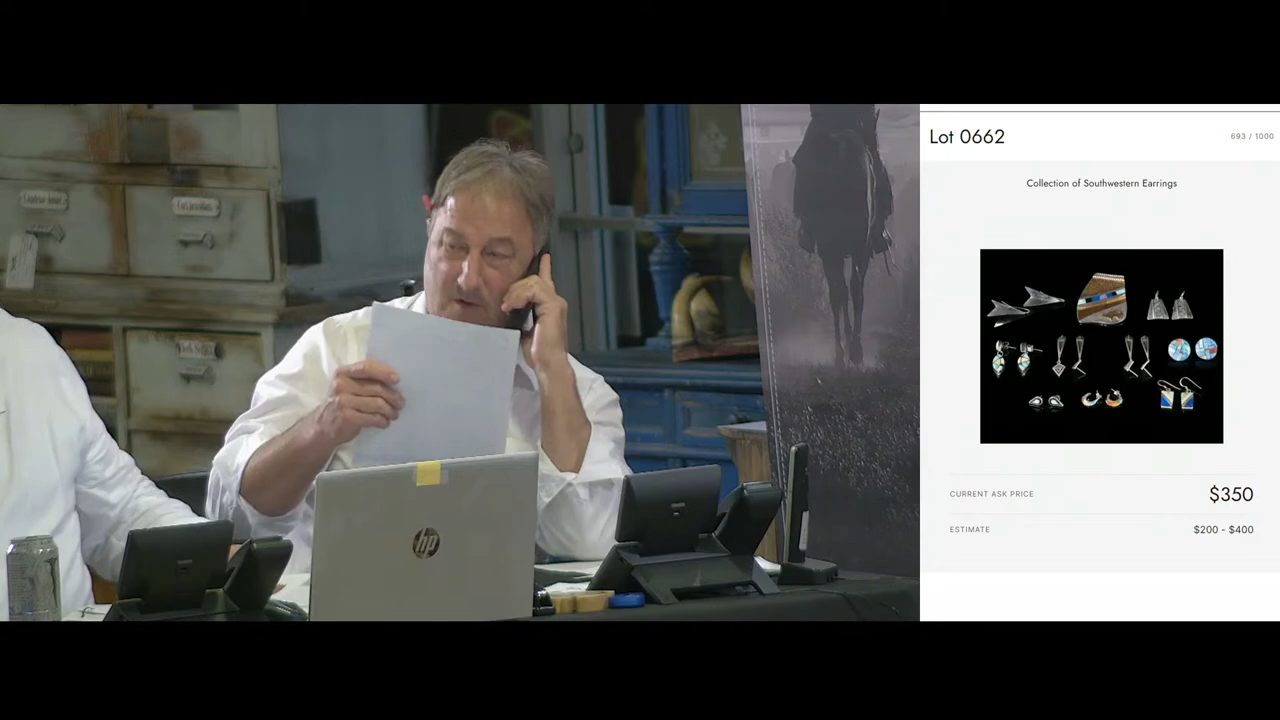 Lot 0662
693 / 1000
Collection of Southwestern Earrings
CURRENT ASK PRICE
$350
ESTIMATE
$200 - $400
hp